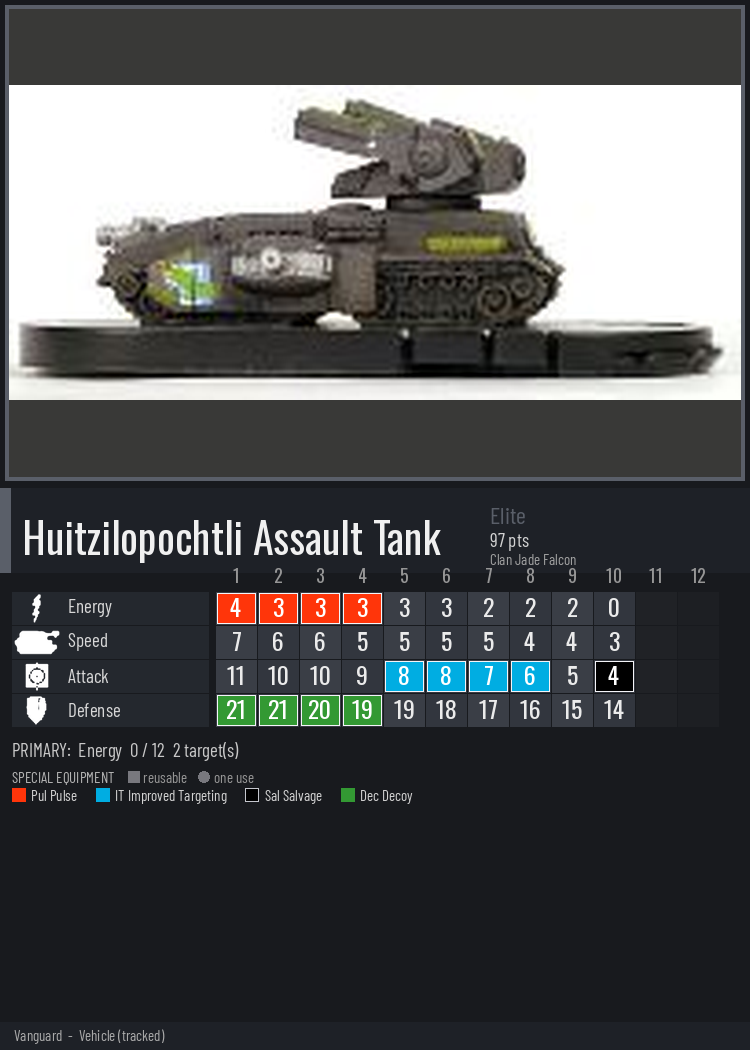 Huitzilopochtli Assault Tank
Elite
97 pts
Clan Jade Falcon
1 2 3 4 5 6 7 8 9 10 11 12
Energy 4 3 3 3 3 3 2 2 2 0
Speed 7 6 6 5 5 5 5 4 4 3
Attack 11 10 10 9 8 8 7 6 5 4
Defense 21 21 20 19 19 18 17 16 15 14
PRIMARY: Energy 0 / 12 2 target(s)
SPECIAL EQUIPMENT reusable one use
Pul Pulse IT Improved Targeting Sal Salvage Dec Decoy
Vanguard - Vehicle (tracked)